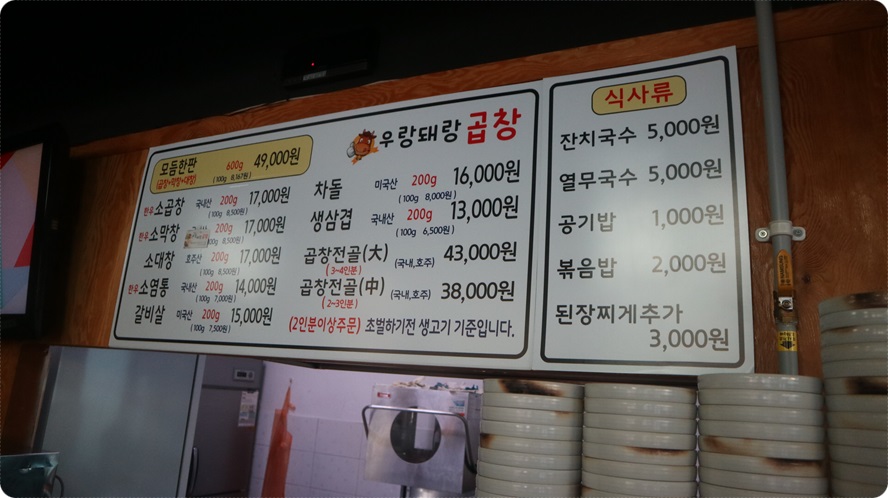 우랑돼랑 곱창
모듬한판 600g 49,000원
(곱창+막창+대창) (100g 8,167원)
한우 소곱창 국내산 200g 17,000원
(100g 8,500원)
한우 소막창 200g 17,000원
(100g 8,500원)
소대창 호주산 200g 17,000원
(100g 8,500원)
한우 소염통 국내산 200g 14,000원
(100g 7,000원)
갈비살 미국산 200g 15,000원
(100g 7,500원)
차돌 미국산 200g 16,000원
(100g 8,000원)
생삼겹 국내산 200g 13,000원
(100g 6,500원)
곱창전골(大) (국내,호주) 43,000원
(3~4인분)
곱창전골(中) (국내,호주) 38,000원
(2~3인분)
(2인분이상주문) 초벌하기전 생고기 기준입니다.
식사류
잔치국수 5,000원
열무국수 5,000원
공기밥 1,000원
볶음밥 2,000원
된장찌게추가
3,000원